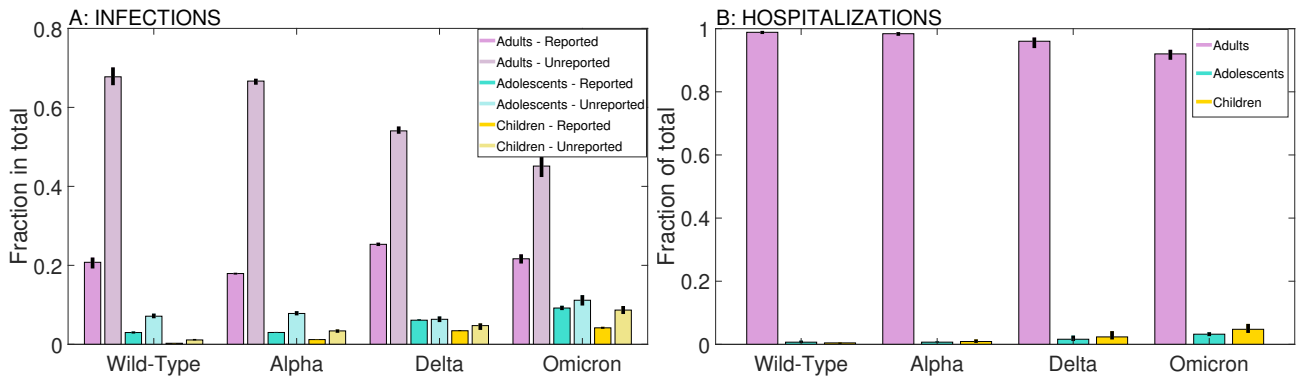 A: INFECTIONS
Fraction in total
0.8
0.6
0.4
0.2
0
Adults - Reported
Adults - Unreported
Adolescents - Reported
Adolescents - Unreported
Children - Reported
Children - Unreported
Wild-Type Alpha Delta Omicron
B: HOSPITALIZATIONS
Fraction of total
1
0.8
0.6
0.4
0.2
0
Adults
Adolescents
Children
Wild-Type Alpha Delta Omicron